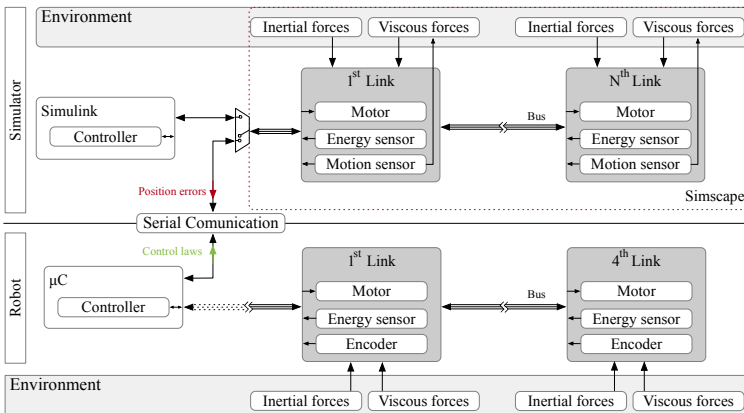 Environment
Inertial forces
Viscous forces
Inertial forces
Viscous forces
Simulator
1st Link
Nth Link
Simulink
Controller
Motor
Energy sensor
Motion sensor
Bus
Motor
Energy sensor
Motion sensor
Simscape
Position errors
Serial Comunication
Control laws
Robot
μC
Controller
1st Link
Motor
Energy sensor
Encoder
Bus
4th Link
Motor
Energy sensor
Encoder
Environment
Inertial forces
Viscous forces
Inertial forces
Viscous forces